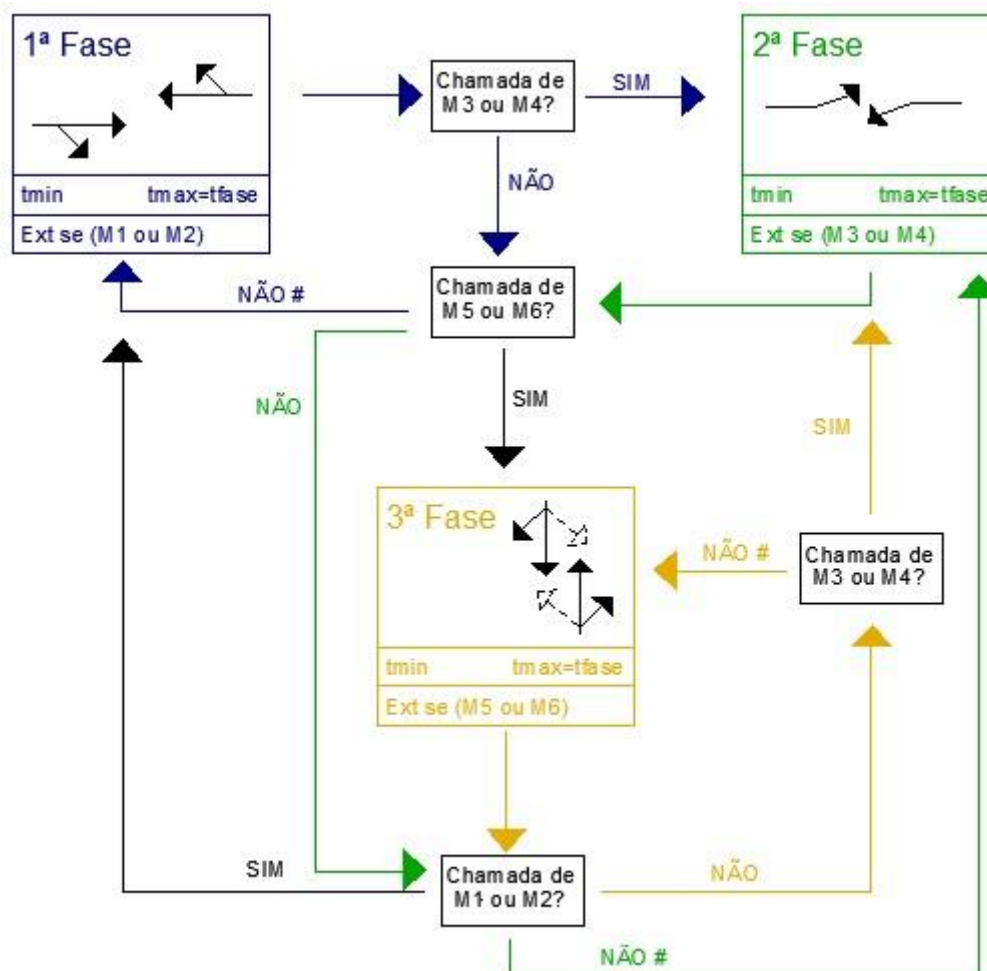 1ª Fase
tmin tmax=tfase
Ext se (M1 ou M2)
Chamada de
M3 ou M4?
SIM
NÃO
2ª Fase
tmin tmax=tfase
Ext se (M3 ou M4)
Chamada de
M5 ou M6?
NÃO #
NÃO
SIM
SIM
3ª Fase
tmin tmax=tfase
Ext se (M5 ou M6)
NÃO #
Chamada de
M3 ou M4?
SIM
Chamada de
M1 ou M2?
NÃO
NÃO #